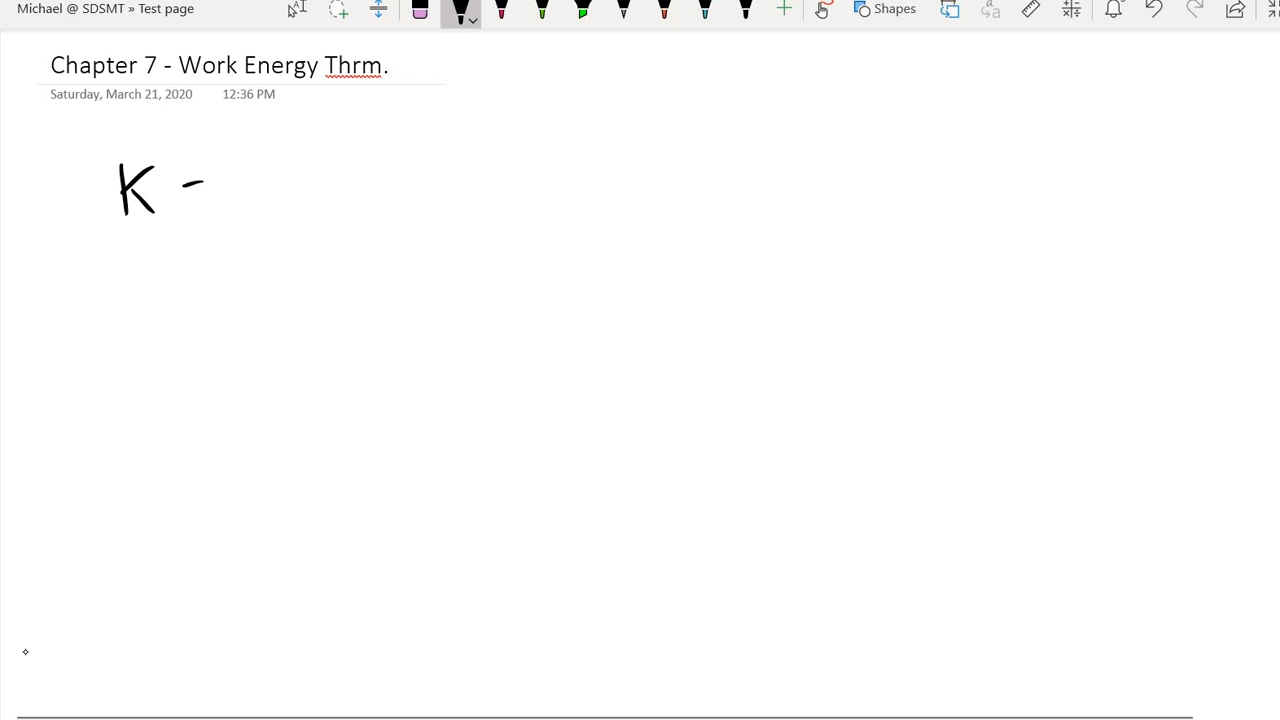 Michael @ SDSMT » Test page
Shapes
Chapter 7 - Work Energy Thrm.
Saturday, March 21, 2020 12:36 PM
K -